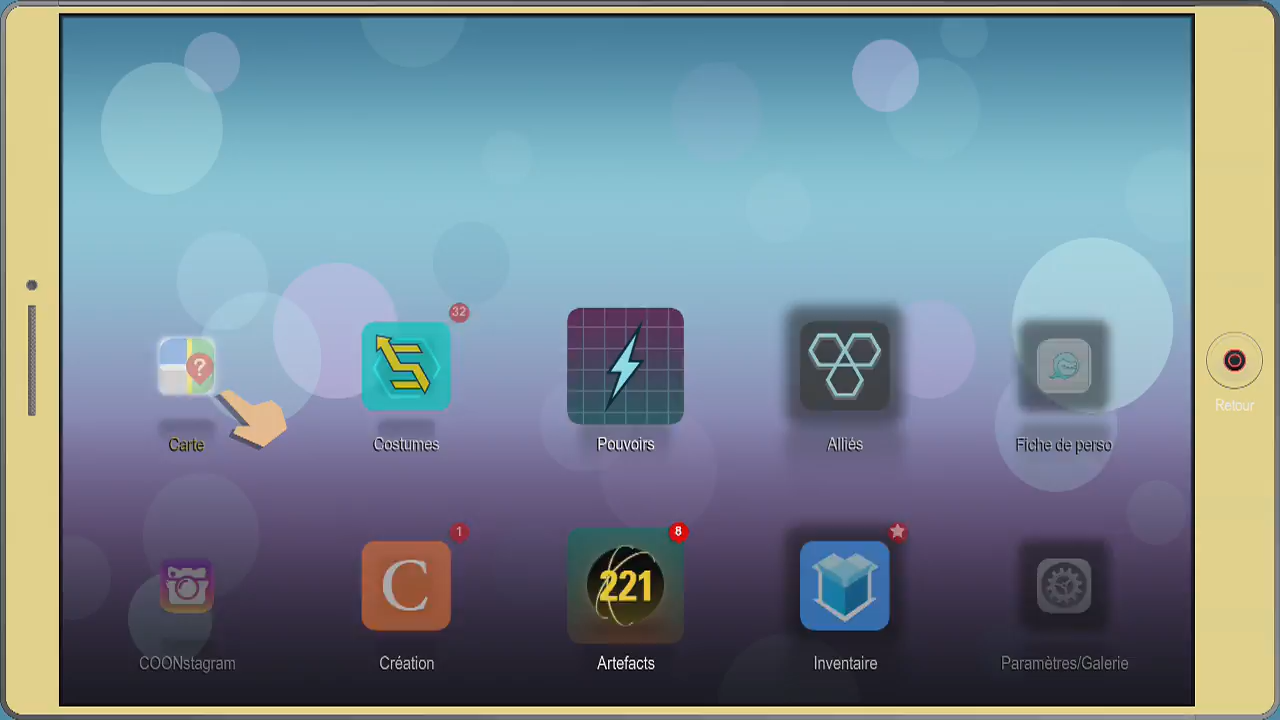 32
?
Carte
Costumes
Pouvoirs
Alliés
Fiche de perso
Retour
1
8
C
221
COONstagram
Création
Artefacts
Inventaire
Paramètres/Galerie